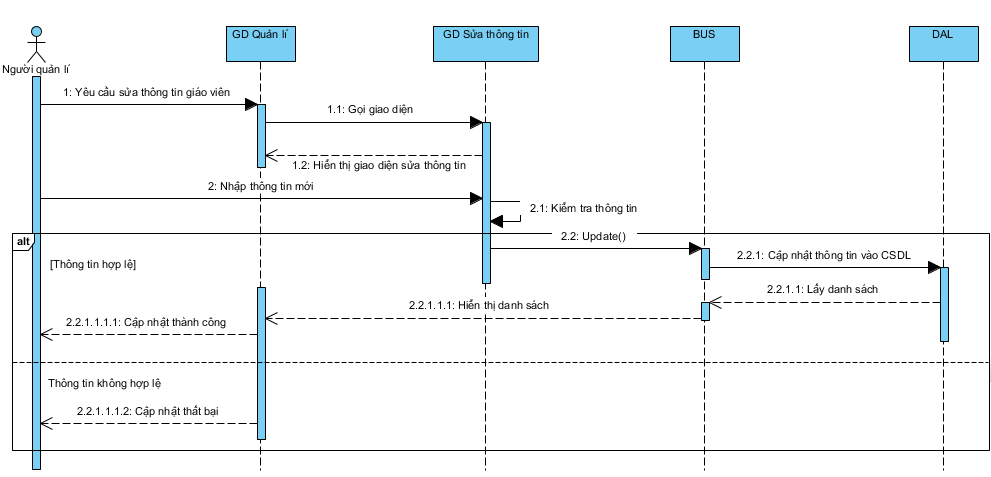 GD Quản lí
GD Sửa thông tin
BUS
DAL
Người quản lí
1: Yêu cầu sửa thông tin giáo viên
1.1: Gọi giao diện
1.2: Hiển thị giao diện sửa thông tin
2: Nhập thông tin mới
2.1: Kiểm tra thông tin
alt
2.2: Update()
[Thông tin hợp lệ]
2.2.1: Cập nhật thông tin vào CSDL
2.2.1.1: Lấy danh sách
2.2.1.1.1: Hiển thị danh sách
2.2.1.1.1.1: Cập nhật thành công
Thông tin không hợp lệ
2.2.1.1.1.2: Cập nhật thất bại